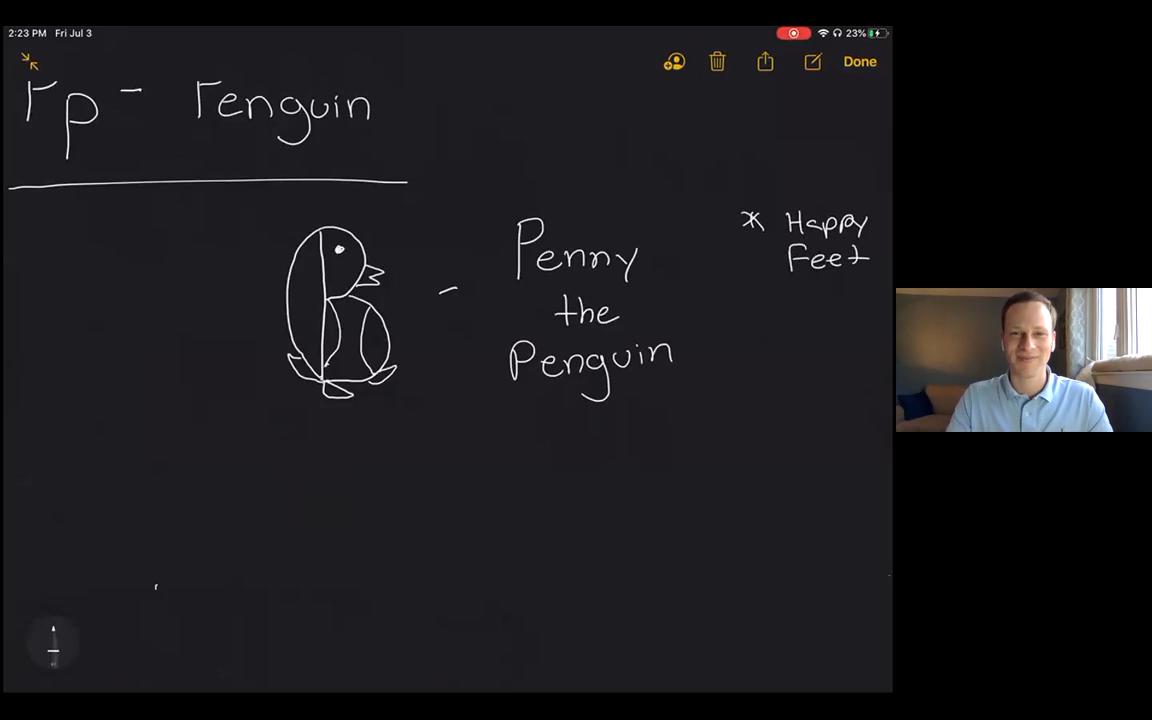 2:23 PM Fri Jul 3
23%
Done
Pp - Penguin
* Happy
Feet
- Penny
the
Penguin